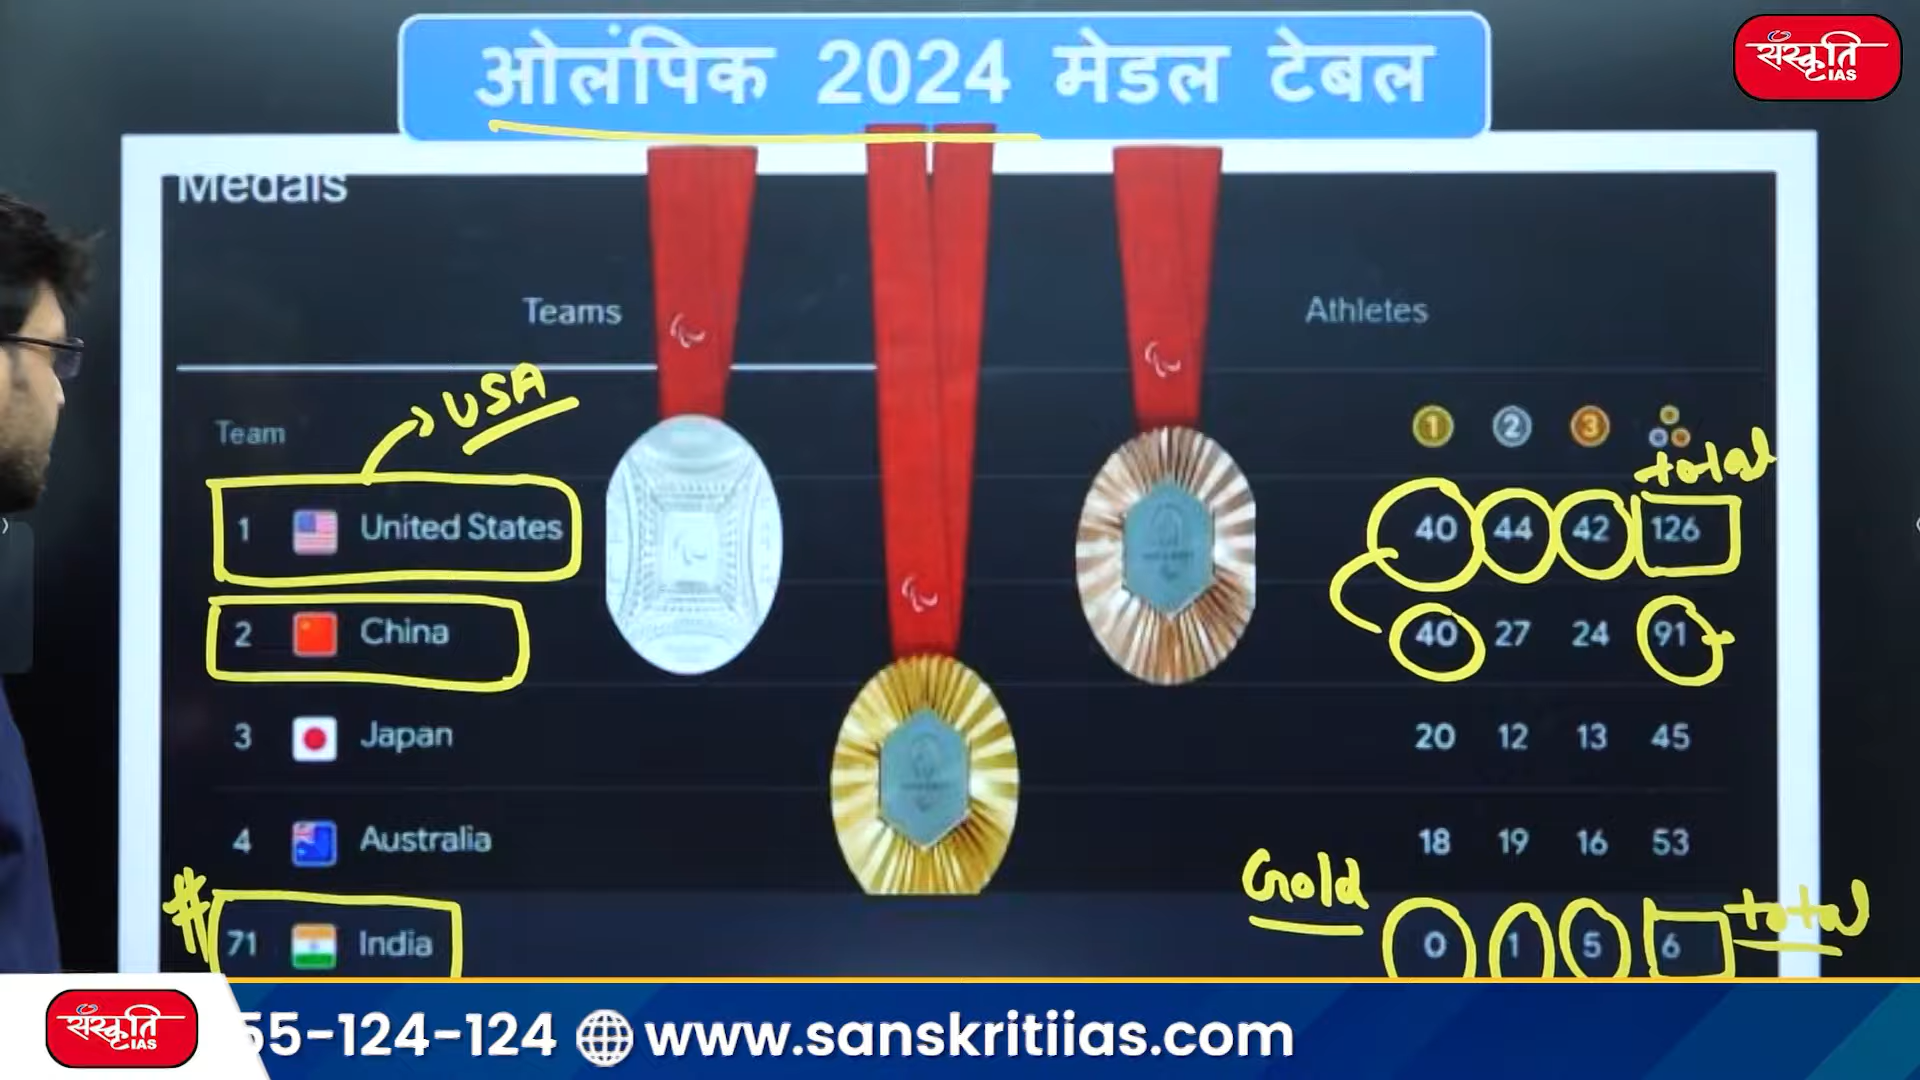 ओलंपिक 2024 मेडल टेबल
संस्कृति
IAS
Medals
Teams
Athletes
USA
Team
1 2 3
total
1 United States 40 44 42 126
2 China 40 27 24 91
3 Japan 20 12 13 45
4 Australia 18 19 16 53
Gold
total
# 71 India 0 1 5 6
संस्कृति
IAS
55-124-124 www.sanskritiias.com